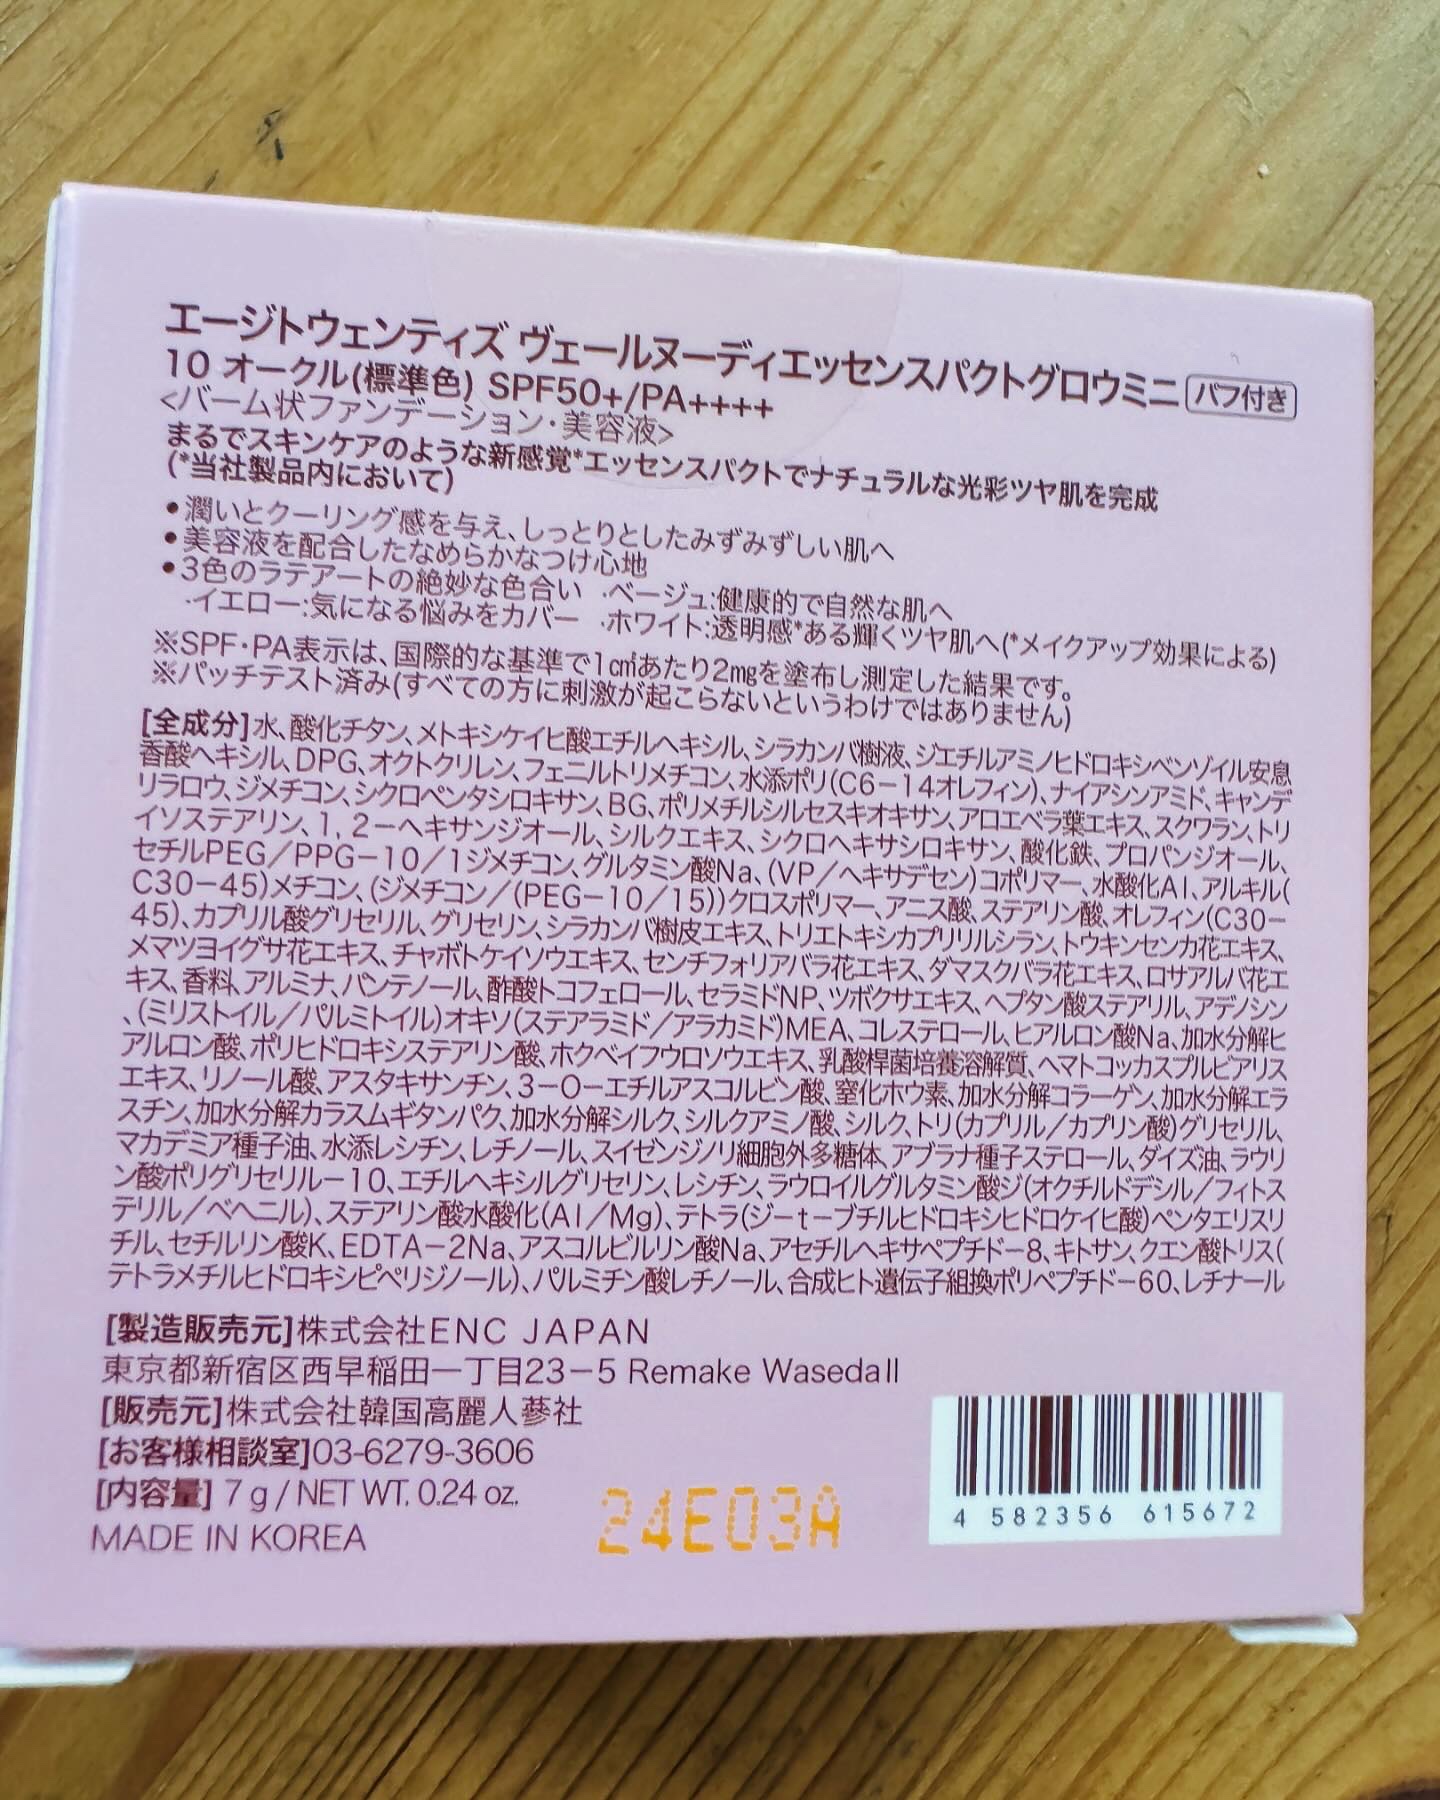 エージトウェンティズ ヴェールヌーディエッセンスパクトグロウミニ パフ付き
10 オークル(標準色) SPF50+/PA++++
<バーム状ファンデーション・美容液>
まるでスキンケアのような新感覚*エッセンスパクトでナチュラルな光彩ツヤ肌を完成
(*当社製品内において)
•潤いとクーリング感を与え、しっとりとしたみずみずしい肌へ
•美容液を配合したなめらかなつけ心地
•3色のラテアートの絶妙な色合い ・ベージュ:健康的で自然な肌へ
・イエロー:気になる悩みをカバー ・ホワイト:透明感*ある輝くツヤ肌へ(*メイクアップ効果による)
※SPF・PA表示は、国際的な基準で1c㎡あたり2㎎を塗布し測定した結果です。
※パッチテスト済み(すべての方に刺激が起こらないというわけではありません)
[全成分]水、酸化チタン、メトキシケイヒ酸エチルヘキシル、シラカンバ樹液、ジエチルアミノヒドロキシベンゾイル安息
香酸ヘキシル、DPG、オクトクリレン、フェニルトリメチコン、水添ポリ(C6-14オレフィン)、ナイアシンアミド、キャンデ
リラロウ、ジメチコン、シクロペンタシロキサン、BG、ポリメチルシルセスキオキサン、アロエベラ葉エキス、スクワラン、トリ
イソステアリン、1,2-ヘキサンジオール、シルクエキス、シクロヘキサシロキサン、酸化鉄、プロパンジオール、
セチルPEG/PPG-10/1ジメチコン、グルタミン酸Na、(VP/ヘキサデセン)コポリマー、水酸化Al、アルキル(
C30-45)メチコン、(ジメチコン/(PEG-10/15))クロスポリマー、アニス酸、ステアリン酸、オレフィン(C30-
45)、カプリル酸グリセリル、グリセリン、シラカンバ樹皮エキス、トリエトキシカプリリルシラン、トウキンセンカ花エキス、
メマツヨイグサ花エキス、チャボトケイソウエキス、センチフォリアバラ花エキス、ダマスクバラ花エキス、ロサアルバ花エ
キス、香料、アルミナ、パンテノール、酢酸トコフェロール、セラミドNP、ツボクサエキス、ヘプタン酸ステアリル、アデノシン
、(ミリストイル/パルミトイル)オキソ(ステアラミド/アラカミド)MEA、コレステロール、ヒアルロン酸Na、加水分解ヒ
アルロン酸、ポリヒドロキシステアリン酸、ホクベイフウロソウエキス、乳酸桿菌培養溶解質、ヘマトコッカスプルビアリス
エキス、リノール酸、アスタキサンチン、3-O-エチルアスコルビン酸、窒化ホウ素、加水分解コラーゲン、加水分解エラ
スチン、加水分解カラスムギタンパク、加水分解シルク、シルクアミノ酸、シルク、トリ(カプリル/カプリン酸)グリセリル、
マカデミア種子油、水添レシチン、レチノール、スイゼンジノリ細胞外多糖体、アブラナ種子ステロール、ダイズ油、ラウリ
ン酸ポリグリセリル-10、エチルヘキシルグリセリン、レシチン、ラウロイルグルタミン酸ジ(オクチルドデシル/フィトス
テリル/ベヘニル)、ステアリン酸水酸化(Al/Mg)、テトラ(ジ-t-ブチルヒドロキシヒドロケイヒ酸)ペンタエリスリ
チル、セチルリン酸K、EDTA-2Na、アスコルビルリン酸Na、アセチルヘキサペプチド-8、キトサン、クエン酸トリス(
テトラメチルヒドロキシピペリジノール)、パルミチン酸レチノール、合成ヒト遺伝子組換ポリペプチド-60、レチナール
[製造販売元]株式会社ENC JAPAN
東京都新宿区西早稲田一丁目23-5 Remake WasedaⅡ
[販売元]株式会社韓国高麗人蔘社
[お客様相談室]03-6279-3606
[内容量] 7g/NET WT. 0.24 oz.
MADE IN KOREA
24E03A
4 582356 615672